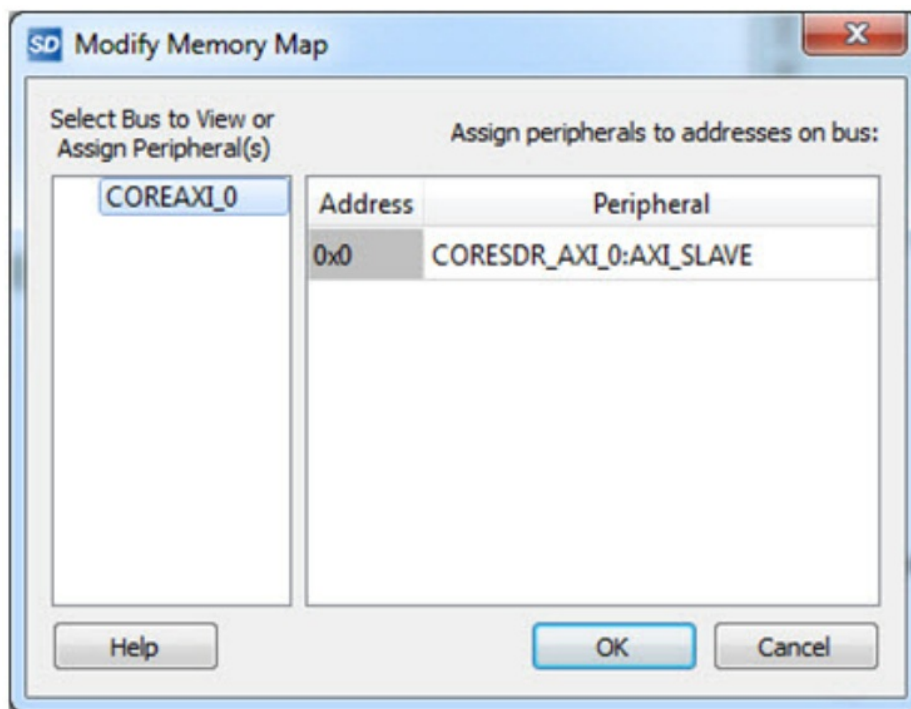 SD Modify Memory Map
Select Bus to View or
Assign Peripheral(s)
Assign peripherals to addresses on bus:
COREAXI_0
Address Peripheral
0x0 CORESDR_AXI_0:AXI_SLAVE
Help OK Cancel